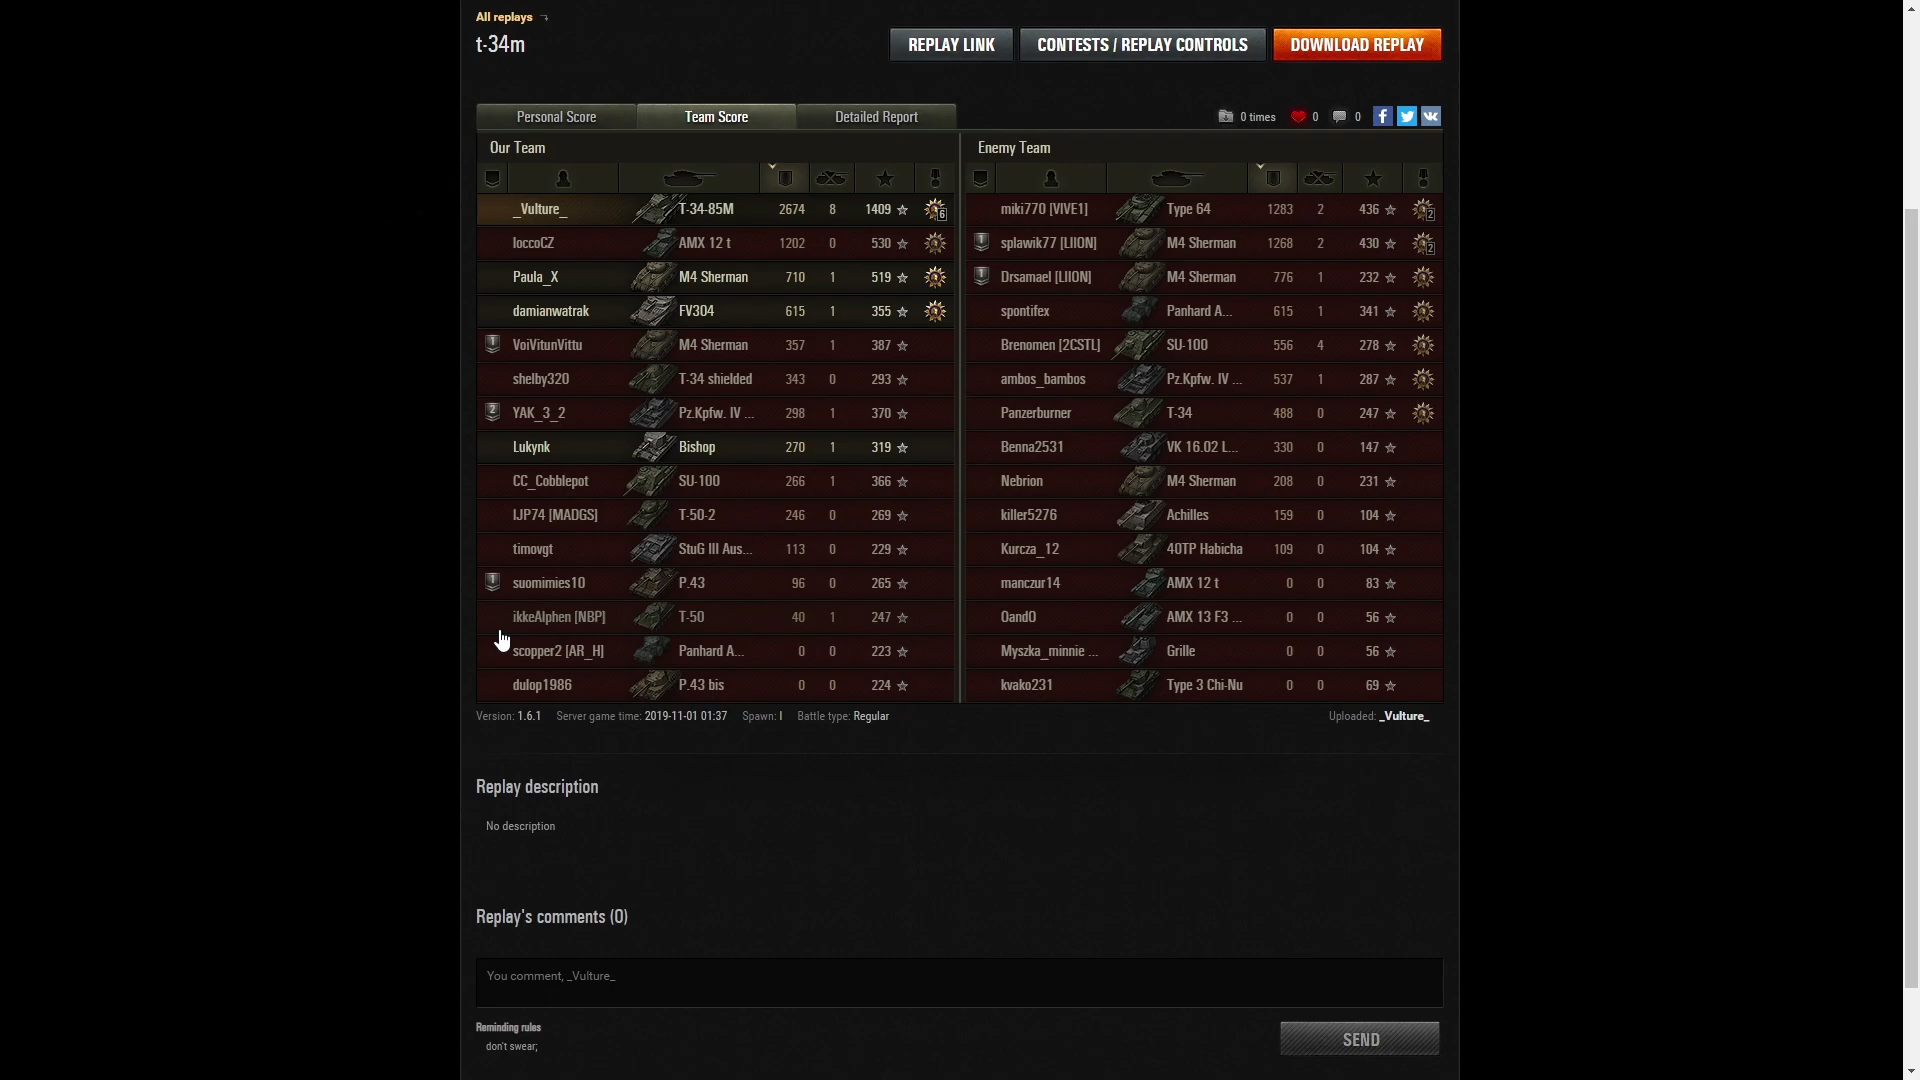 All replays
t-34m
REPLAY LINK CONTESTS / REPLAY CONTROLS DOWNLOAD REPLAY
Personal Score Team Score Detailed Report 0 times 0 0
Our Team Enemy Team
_Vulture_ T-34-85M 2674 8 1409 6 miki770 [VIVE1] Type 64 1283 2 436 2
loccoCZ AMX 12 t 1202 0 530 1 splawik77 [LIION] M4 Sherman 1268 2 430 2
Paula_X M4 Sherman 710 1 519 1 Drsamael [LIION] M4 Sherman 776 1 232
damianwatrak FV304 615 1 355 spontifex Panhard A... 615 1 341
1 VoiVitunVittu M4 Sherman 357 1 387 Brenomen [2CSTL] SU-100 556 4 278
shelby320 T-34 shielded 343 0 293 ambos_bambos Pz.Kpfw. IV ... 537 1 287
2 YAK_3_2 Pz.Kpfw. IV ... 298 1 370 Panzerburner T-34 488 0 247
Lukynk Bishop 270 1 319 Benna2531 VK 16.02 L... 330 0 147
CC_Cobblepot SU-100 266 1 366 Nebrion M4 Sherman 208 0 231
IJP74 [MADGS] T-50-2 246 0 269 killer5276 Achilles 159 0 104
timovgt StuG III Aus... 113 0 229 Kurcza_12 40TP Habicha 109 0 104
1 suomimies10 P.43 96 0 265 manczur14 AMX 12 t 0 0 83
ikkeAlphen [NBP] T-50 40 1 247 OandO AMX 13 F3 ... 0 0 56
scopper2 [AR_H] Panhard A... 0 0 223 Myszka_minnie ... Grille 0 0 56
dulop1986 P.43 bis 0 0 224 kvako231 Type 3 Chi-Nu 0 0 69
Version: 1.6.1 Server game time: 2019-11-01 01:37 Spawn: I Battle type: Regular Uploaded: _Vulture_
Replay description
No description
Replay's comments (0)
You comment, _Vulture_
Reminding rules
don't swear;
SEND